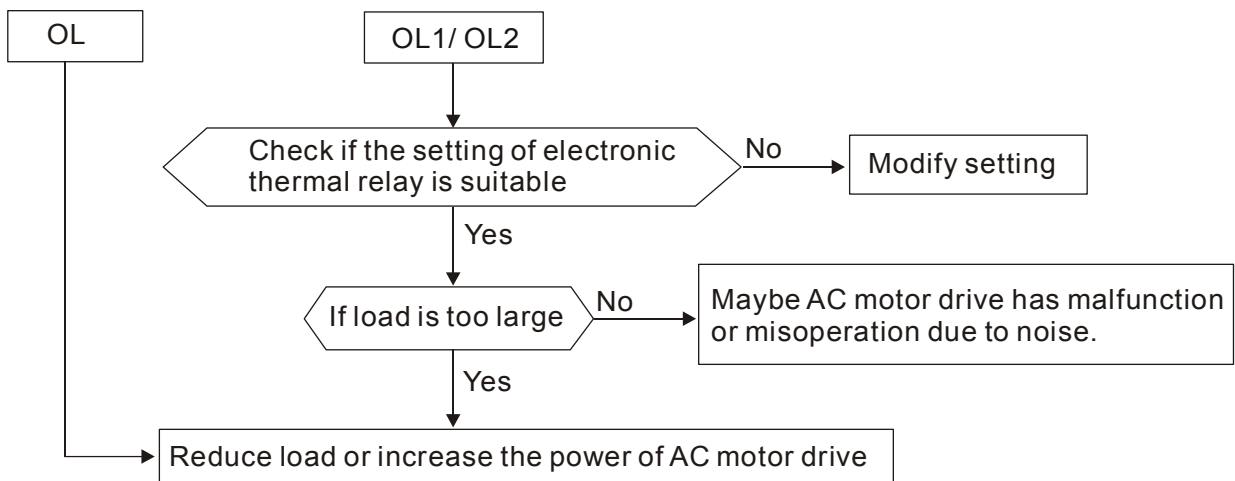 OL
OL1/ OL2
Check if the setting of electronic
thermal relay is suitable
No
Modify setting
Yes
If load is too large
No
Maybe AC motor drive has malfunction
or misoperation due to noise.
Yes
Reduce load or increase the power of AC motor drive